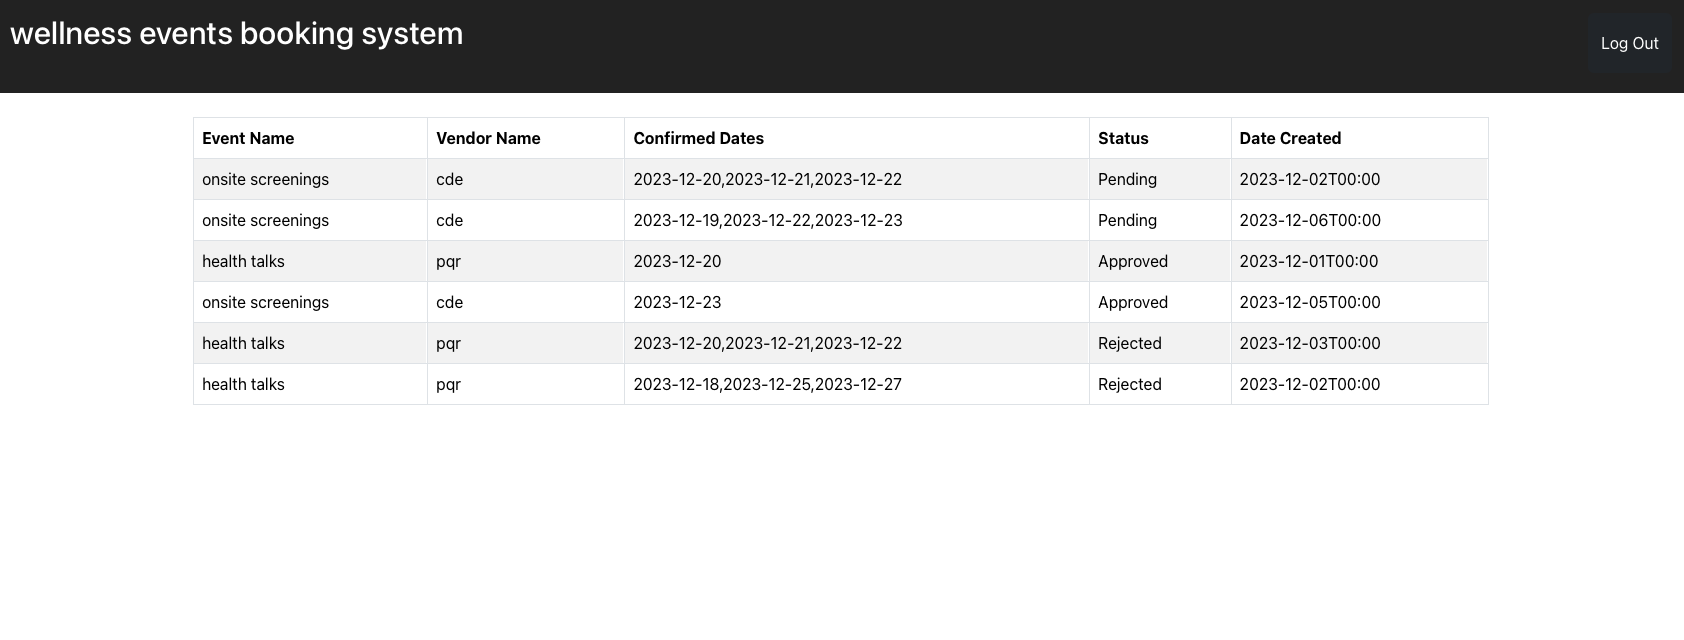 wellness events booking system
Log Out
Event Name Vendor Name Confirmed Dates Status Date Created
onsite screenings cde 2023-12-20,2023-12-21,2023-12-22 Pending 2023-12-02T00:00
onsite screenings cde 2023-12-19,2023-12-22,2023-12-23 Pending 2023-12-06T00:00
health talks pqr 2023-12-20 Approved 2023-12-01T00:00
onsite screenings cde 2023-12-23 Approved 2023-12-05T00:00
health talks pqr 2023-12-20,2023-12-21,2023-12-22 Rejected 2023-12-03T00:00
health talks pqr 2023-12-18,2023-12-25,2023-12-27 Rejected 2023-12-02T00:00